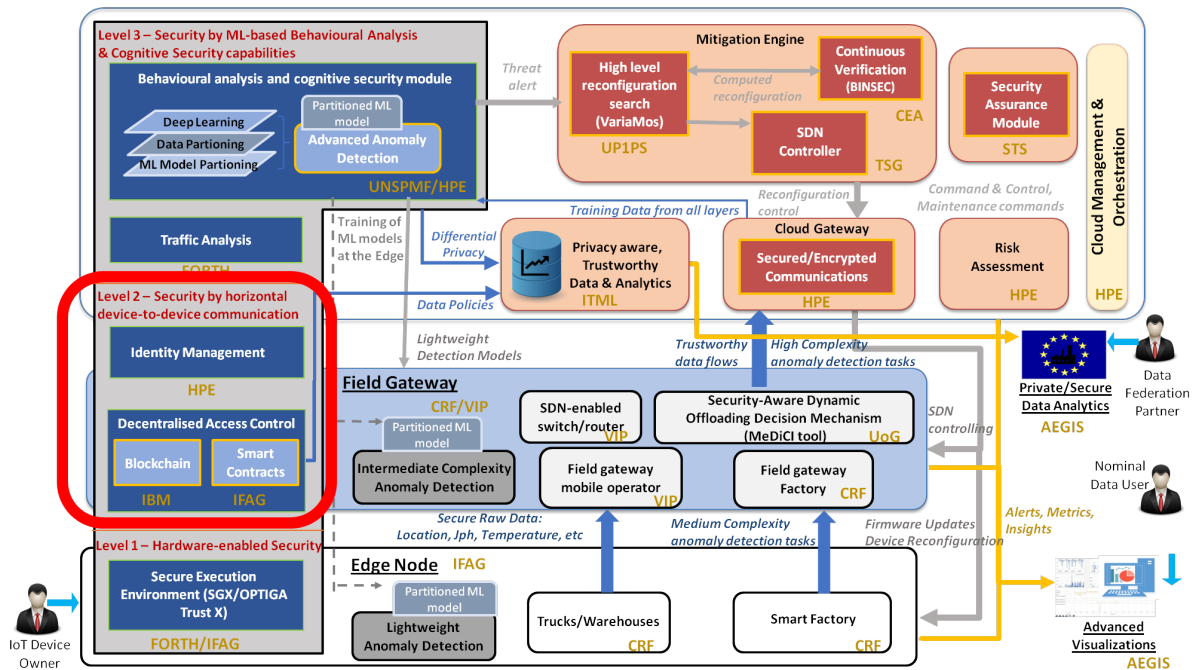 Level 3 – Security by ML-based Behavioural Analysis
& Cognitive Security capabilities
Behavioural analysis and cognitive security module
Partitioned ML
model
Deep Learning
Data Partioning
ML Model Partioning
Advanced Anomaly
Detection
UNSPMF/HPE
Traffic Analysis
FORTH
Threat
alert
Mitigation Engine
High level
reconfiguration
search
(VariaMos)
UP1PS
Computed
reconfiguration
Continuous
Verification
(BINSEC)
CEA
SDN
Controller
TSG
Security
Assurance
Module
STS
Cloud Management &
Orchestration
HPE
Training of
ML models
at the Edge
Training Data from all layers
Differential
Privacy
Data Policies
Privacy aware,
Trustworthy
Data & Analytics
ITML
Reconfiguration
control
Cloud Gateway
Secured/Encrypted
Communications
HPE
Command & Control,
Maintenance commands
Risk
Assessment
HPE
Level 2 – Security by horizontal
device-to-device communication
Identity Management
HPE
Decentralised Access Control
Blockchain
Smart
Contracts
IBM
IFAG
Lightweight
Detection Models
Trustworthy
data flows
High Complexity
anomaly detection tasks
Private/Secure
Data Analytics
AEGIS
Data
Federation
Partner
Field Gateway
CRF/VIP
Partitioned ML
model
Intermediate Complexity
Anomaly Detection
SDN-enabled
switch/router
VIP
Security-Aware Dynamic
Offloading Decision Mechanism
(MeDiCI tool)
UoG
Field gateway
mobile operator
VIP
Field gateway
Factory
CRF
SDN
controlling
Nominal
Data User
Secure Raw Data:
Location, Jph, Temperature, etc
Medium Complexity
anomaly detection tasks
Firmware Updates
Device Reconfiguration
Alerts, Metrics,
Insights
Level 1 – Hardware-enabled Security
Secure Execution
Environment (SGX/OPTIGA
Trust X)
FORTH/IFAG
IoT Device
Owner
Edge Node
IFAG
Partitioned ML
model
Lightweight
Anomaly Detection
Trucks/Warehouses
CRF
Smart Factory
CRF
Advanced
Visualizations
AEGIS